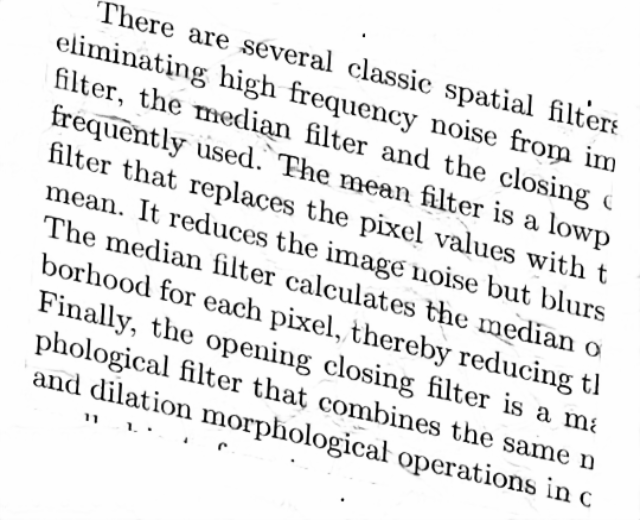 There are several classic spatial filters
eliminating high frequency noise from im
filter, the median filter and the closing
frequently used. The mean filter is a lowp
filter that replaces the pixel values with t
mean. It reduces the image noise but blurs
The median filter calculates the median o
borhood for each pixel, thereby reducing
Finally, the opening closing filter is a
phological filter that combines the same n
and dilation morphological operations in